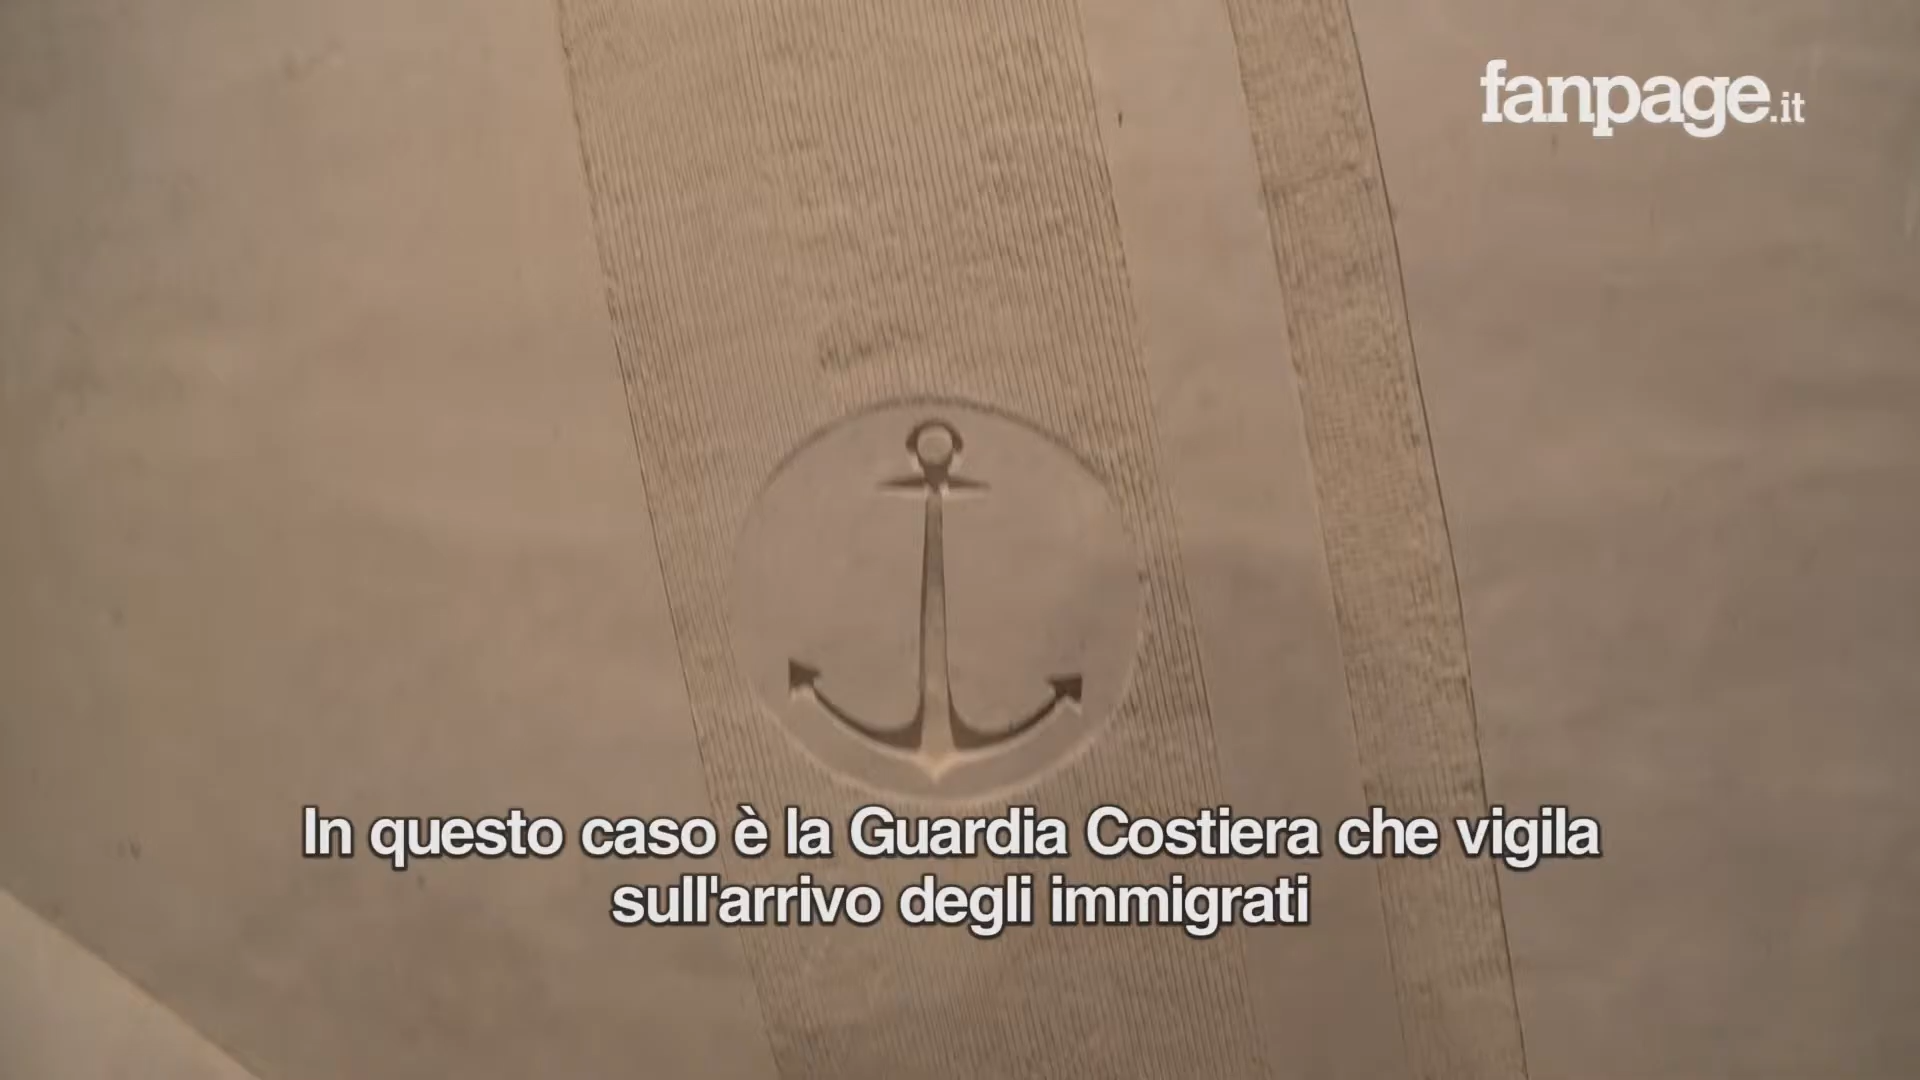 fanpage.it
In questo caso è la Guardia Costiera che vigila
sull'arrivo degli immigrati